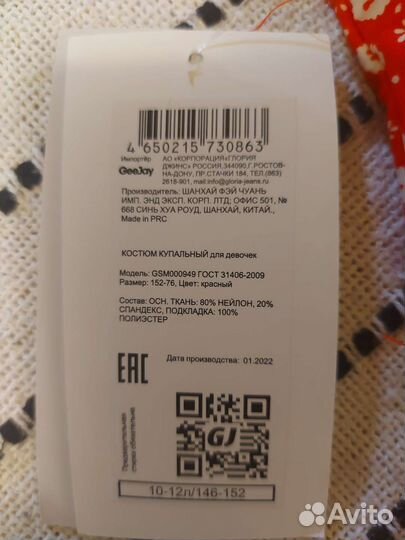 4 650215 730863
Импортёр АО "КОРПОРАЦИЯ "ГЛОРИЯ
GeeJay ДЖИНС" РОССИЯ,344090,Г.РОСТОВ-
НА-ДОНУ, ПР.СТАЧКИ 184, ТЕЛ.(863)
2618-901, mail:info@gloria-jeans.ru
Производитель: ШАНХАЙ ФЭЙ ЧУАНЬ
ИМП. ЭНД ЭКСП. КОРП. ЛТД; ОФИС 501, №
668 СИНЬ ХУА РОУД, ШАНХАЙ, КИТАЙ.,
Made in PRC
КОСТЮМ КУПАЛЬНЫЙ для девочек
Модель: GSM000949 ГОСТ 31406-2009
Размер: 152-76, Цвет: красный
Состав: ОСН. ТКАНЬ: 80% НЕЙЛОН, 20%
СПАНДЕКС, ПОДКЛАДКА: 100%
ПОЛИЭСТЕР
EAC
Дата производства: 01.2022
Предварительная
стирка обязательна
GJ
10-12л/146-152
Avito